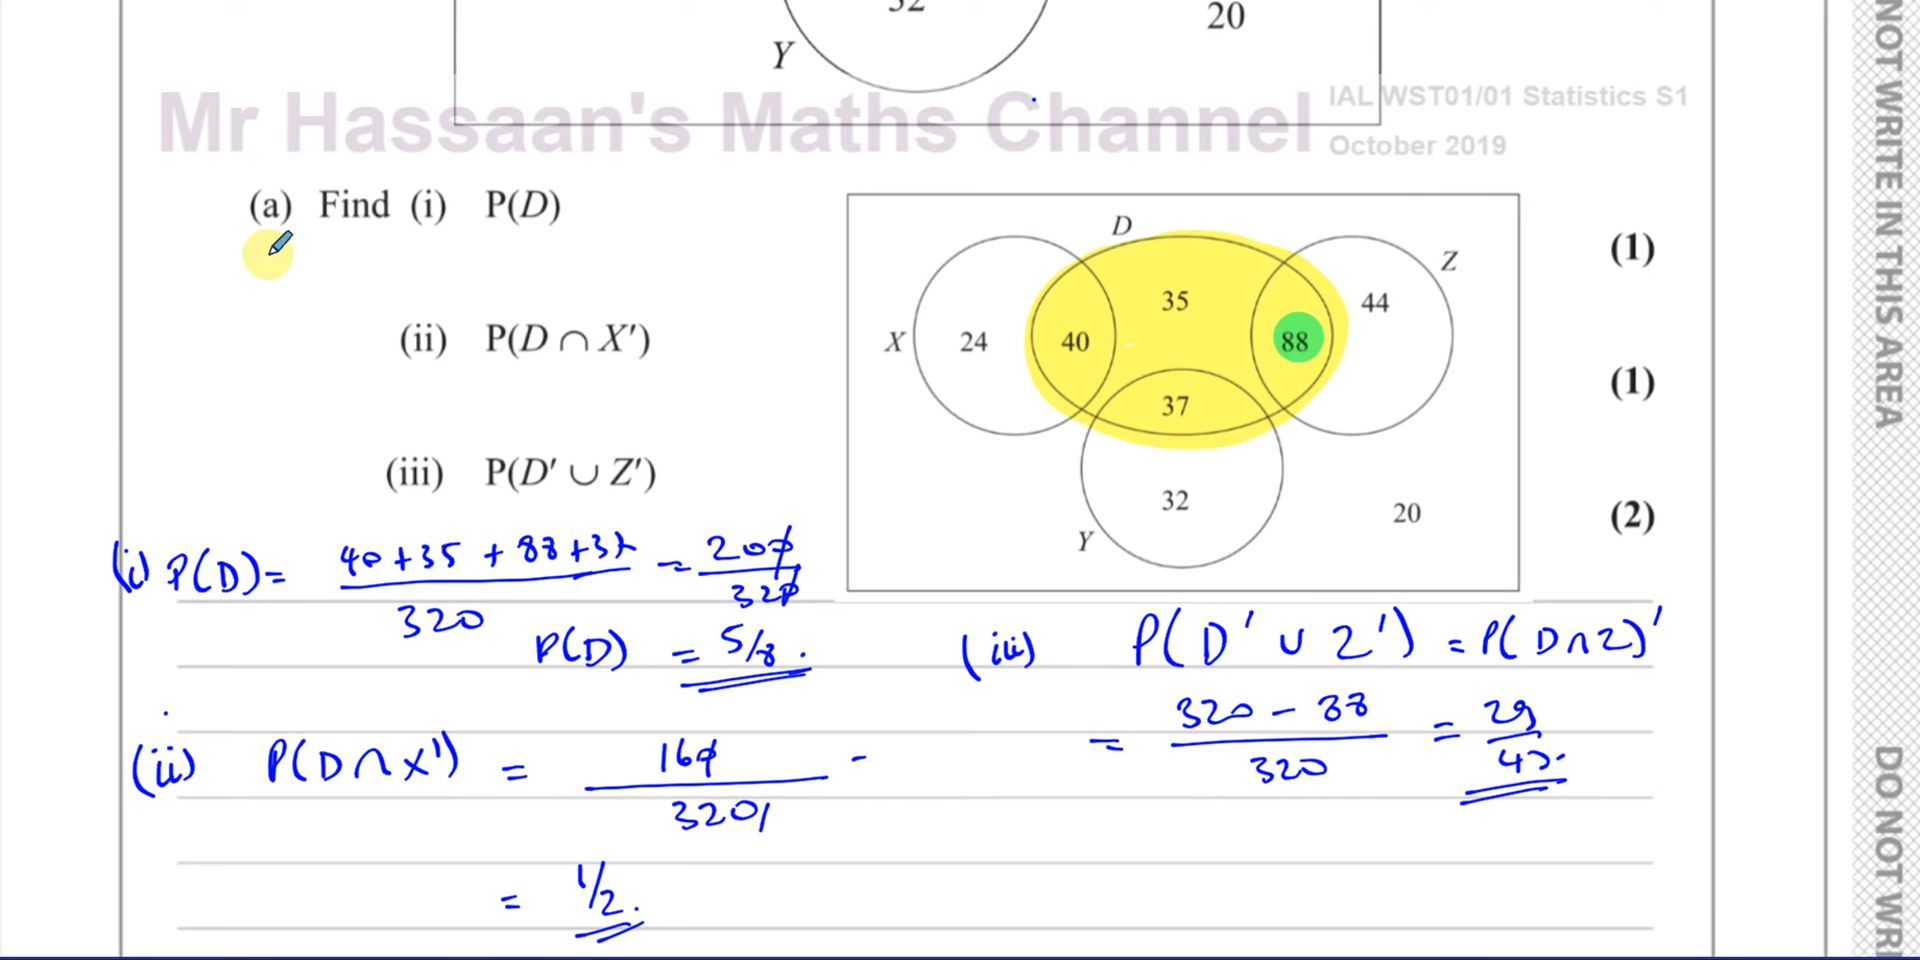 32
20
Y
Mr Hassaan's Maths Channel
IAL WST01/01 Statistics S1
October 2019
(a) Find (i) P(D)
(1)
(ii) P(D ∩ X′)
(1)
(iii) P(D′ ∪ Z′)
(2)
D
Z
35
44
X
24
40
88
37
32
20
Y
(i) P(D) = 40 + 35 + 88 + 37 / 320 = 200 / 320
P(D) = 5/8.
(ii) P(D ∩ X') = 160 / 320
= 1/2.
(iii) P(D' ∪ Z') = P(D ∩ Z)'
= 320 - 88 / 320 = 29 / 40.
NOT WRITE IN THIS AREA
DO NOT WRI